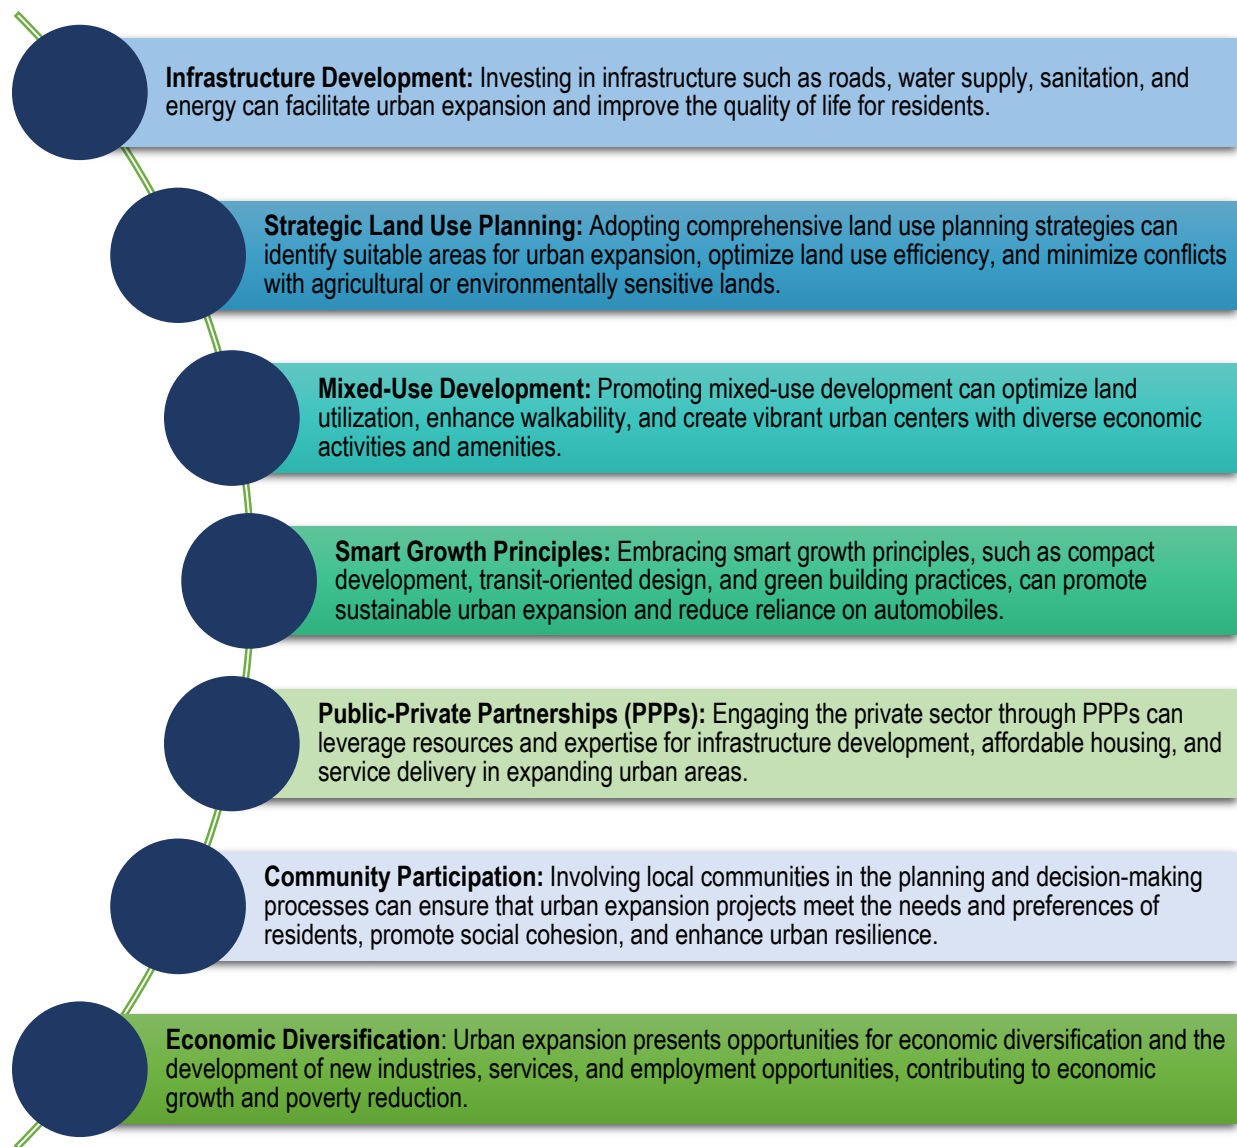 Infrastructure Development: Investing in infrastructure such as roads, water supply, sanitation, and
energy can facilitate urban expansion and improve the quality of life for residents.
Strategic Land Use Planning: Adopting comprehensive land use planning strategies can
identify suitable areas for urban expansion, optimize land use efficiency, and minimize conflicts
with agricultural or environmentally sensitive lands.
Mixed-Use Development: Promoting mixed-use development can optimize land
utilization, enhance walkability, and create vibrant urban centers with diverse economic
activities and amenities.
Smart Growth Principles: Embracing smart growth principles, such as compact
development, transit-oriented design, and green building practices, can promote
sustainable urban expansion and reduce reliance on automobiles.
Public-Private Partnerships (PPPs): Engaging the private sector through PPPs can
leverage resources and expertise for infrastructure development, affordable housing, and
service delivery in expanding urban areas.
Community Participation: Involving local communities in the planning and decision-making
processes can ensure that urban expansion projects meet the needs and preferences of
residents, promote social cohesion, and enhance urban resilience.
Economic Diversification: Urban expansion presents opportunities for economic diversification and the
development of new industries, services, and employment opportunities, contributing to economic
growth and poverty reduction.